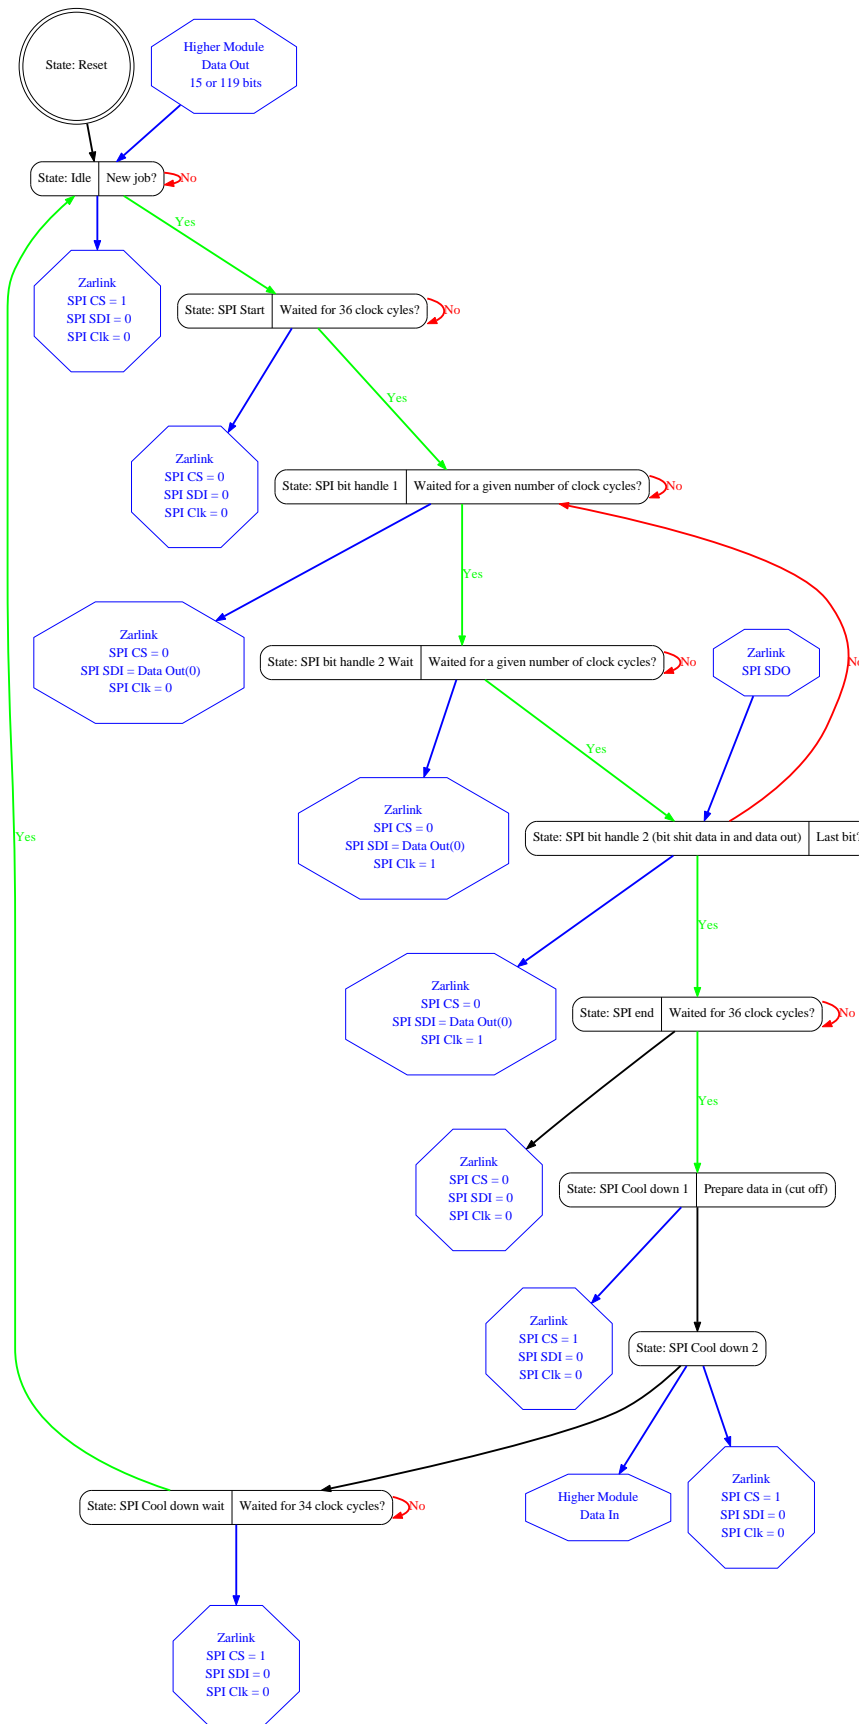 State: Reset
Higher Module
Data Out
15 or 119 bits
State: Idle
New job?
No
Yes
Zarlink
SPI CS = 1
SPI SDI = 0
SPI Clk = 0
State: SPI Start
Waited for 36 clock cyles?
No
Yes
Zarlink
SPI CS = 0
SPI SDI = 0
SPI Clk = 0
State: SPI bit handle 1
Waited for a given number of clock cycles?
No
Yes
Zarlink
SPI CS = 0
SPI SDI = Data Out(0)
SPI Clk = 0
State: SPI bit handle 2 Wait
Waited for a given number of clock cycles?
No
Zarlink
SPI SDO
No
Yes
Zarlink
SPI CS = 0
SPI SDI = Data Out(0)
SPI Clk = 1
State: SPI bit handle 2 (bit shit data in and data out)
Last bit?
Yes
Yes
Zarlink
SPI CS = 0
SPI SDI = Data Out(0)
SPI Clk = 1
State: SPI end
Waited for 36 clock cycles?
No
Yes
Zarlink
SPI CS = 0
SPI SDI = 0
SPI Clk = 0
State: SPI Cool down 1
Prepare data in (cut off)
Zarlink
SPI CS = 1
SPI SDI = 0
SPI Clk = 0
State: SPI Cool down 2
Higher Module
Data In
Zarlink
SPI CS = 1
SPI SDI = 0
SPI Clk = 0
State: SPI Cool down wait
Waited for 34 clock cycles?
No
Zarlink
SPI CS = 1
SPI SDI = 0
SPI Clk = 0